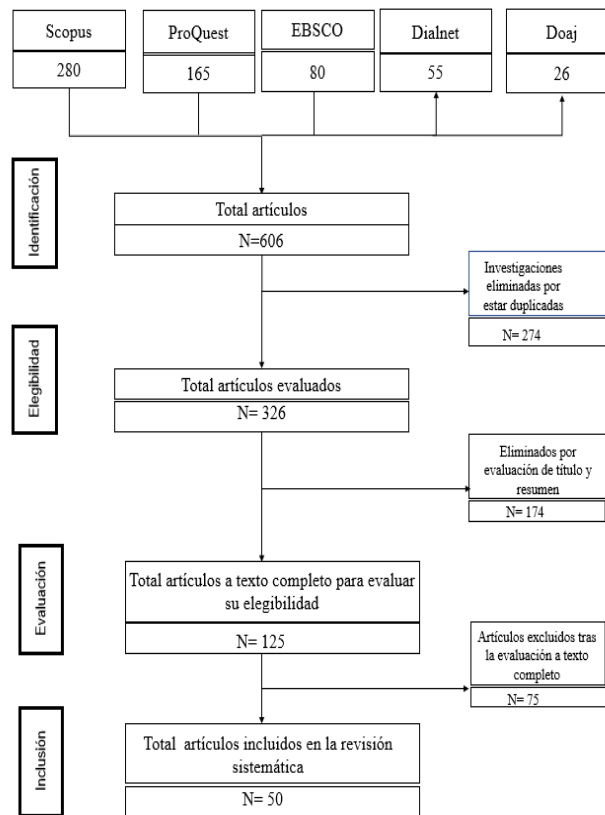 Scopus
280
ProQuest
165
EBSCO
80
Dialnet
55
Doaj
26
Identificación
Total artículos
N=606
Investigaciones
eliminadas por
estar duplicadas
N= 274
Elegibilidad
Total artículos evaluados
N= 326
Eliminados por
evaluación de título y
resumen
N= 174
Evaluación
Total artículos a texto completo para evaluar
su elegibilidad
N= 125
Artículos excluidos tras
la evaluación a texto
completo
N= 75
Inclusión
Total artículos incluidos en la revisión
sistemática
N= 50